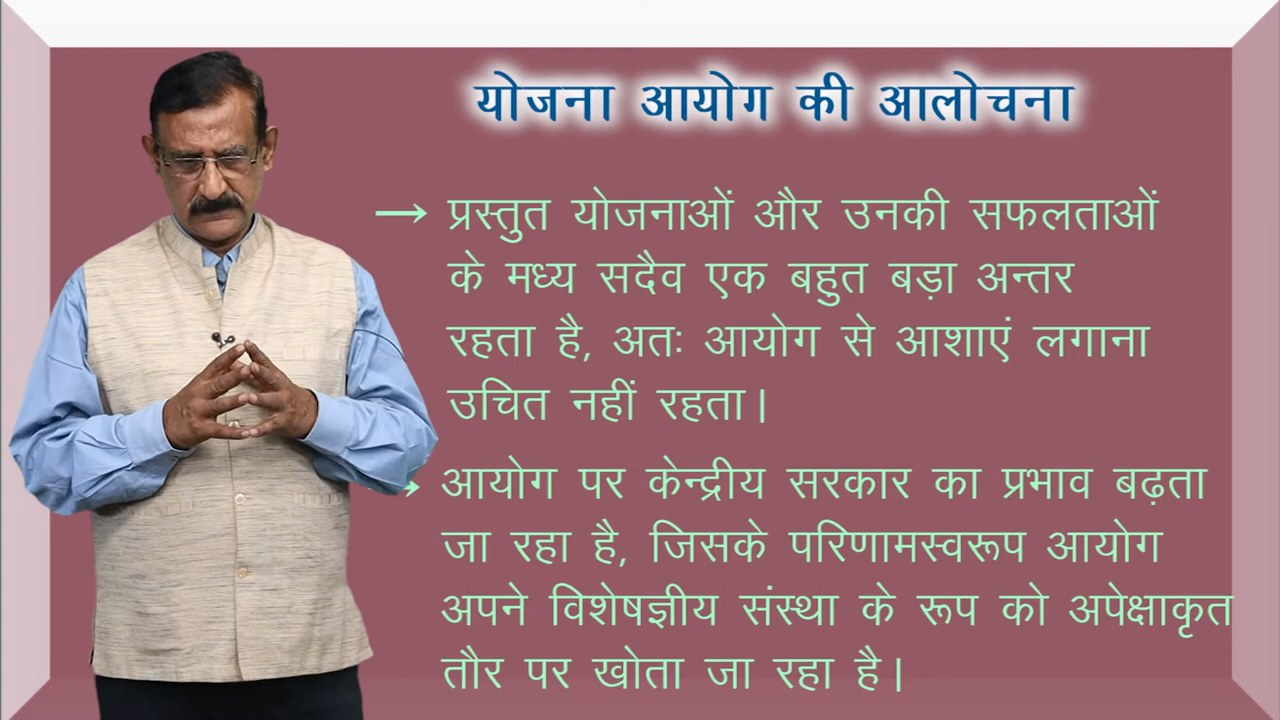 योजना आयोग की आलोचना
→ प्रस्तुत योजनाओं और उनकी सफलताओं
के मध्य सदैव एक बहुत बड़ा अन्तर
रहता है, अतः आयोग से आशाएं लगाना
उचित नहीं रहता।
→ आयोग पर केन्द्रीय सरकार का प्रभाव बढ़ता
जा रहा है, जिसके परिणामस्वरूप आयोग
अपने विशेषज्ञीय संस्था के रूप को अपेक्षाकृत
तौर पर खोता जा रहा है।